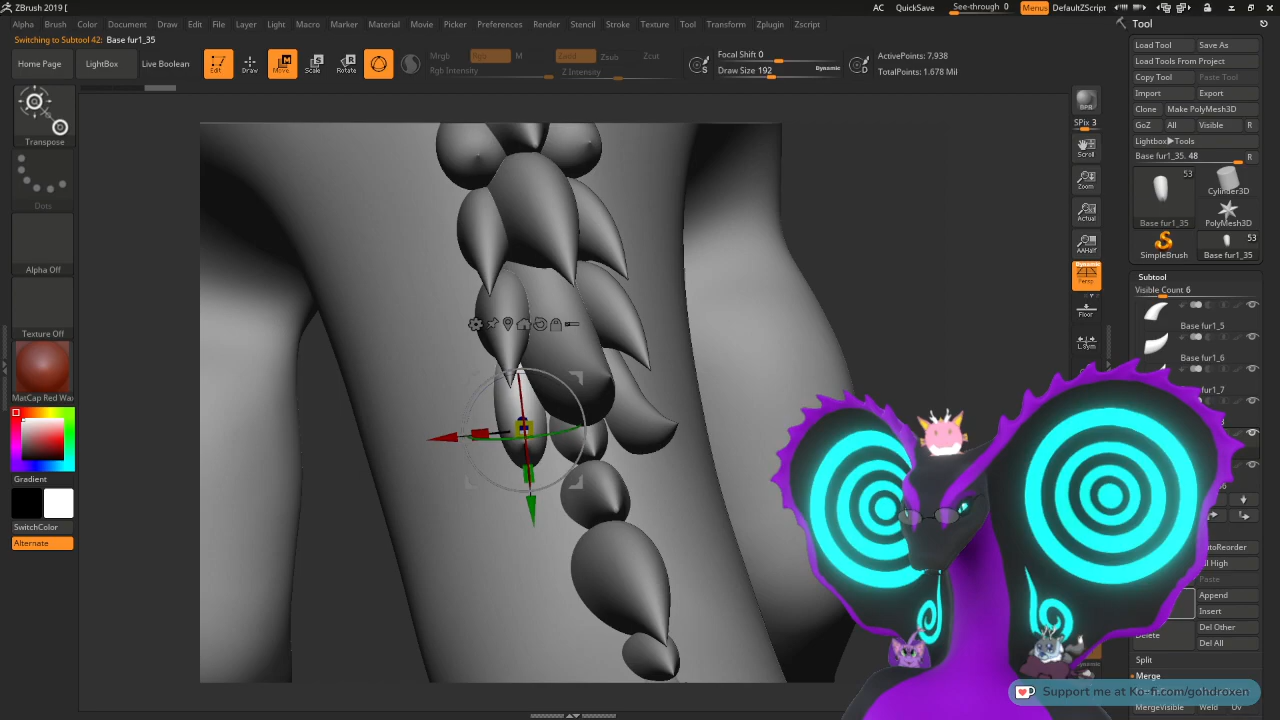 ZBrush 2019 [
AC QuickSave See-through 0 Menus DefaultZScript
Alpha Brush Color Document Draw Edit File Layer Light Macro Marker Material Movie Picker Preferences Render Stencil Stroke Texture Tool Transform Zplugin Zscript
Tool
Switching to Subtool 42: Base fur1_35
Home Page LightBox Live Boolean Edit Draw Move Scale Rotate
Mrgb Rgb M Zadd Zsub Zcut
Rgb Intensity Z Intensity
Focal Shift 0
Draw Size 192 Dynamic
ActivePoints: 7.938
TotalPoints: 1.678 Mil
Load Tool Save As
Load Tools From Project
Copy Tool Paste Tool
Import Export
Clone Make PolyMesh3D
GoZ All Visible R
Lightbox▶Tools
Base fur1_35. 48 R
53
Cylinder3D
Base fur1_35 PolyMesh3D
53
SimpleBrush Base fur1_35
Subtool
Visible Count 6
Base fur1_5
Base fur1_6
AutoReorder
Paste
Append
Insert
Delete Del Other
Del All
Split
Merge
MergeVisible Weld Uv
Transpose
Dots
Alpha Off
Texture Off
MatCap Red Wax
Gradient
SwitchColor
Alternate
BPR
SPix 3
Scroll
Zoom
Actual
AAHalf
Dynamic
Persp
Floor
L.Sym
Support me at Ko-fi.com/gohdroxen